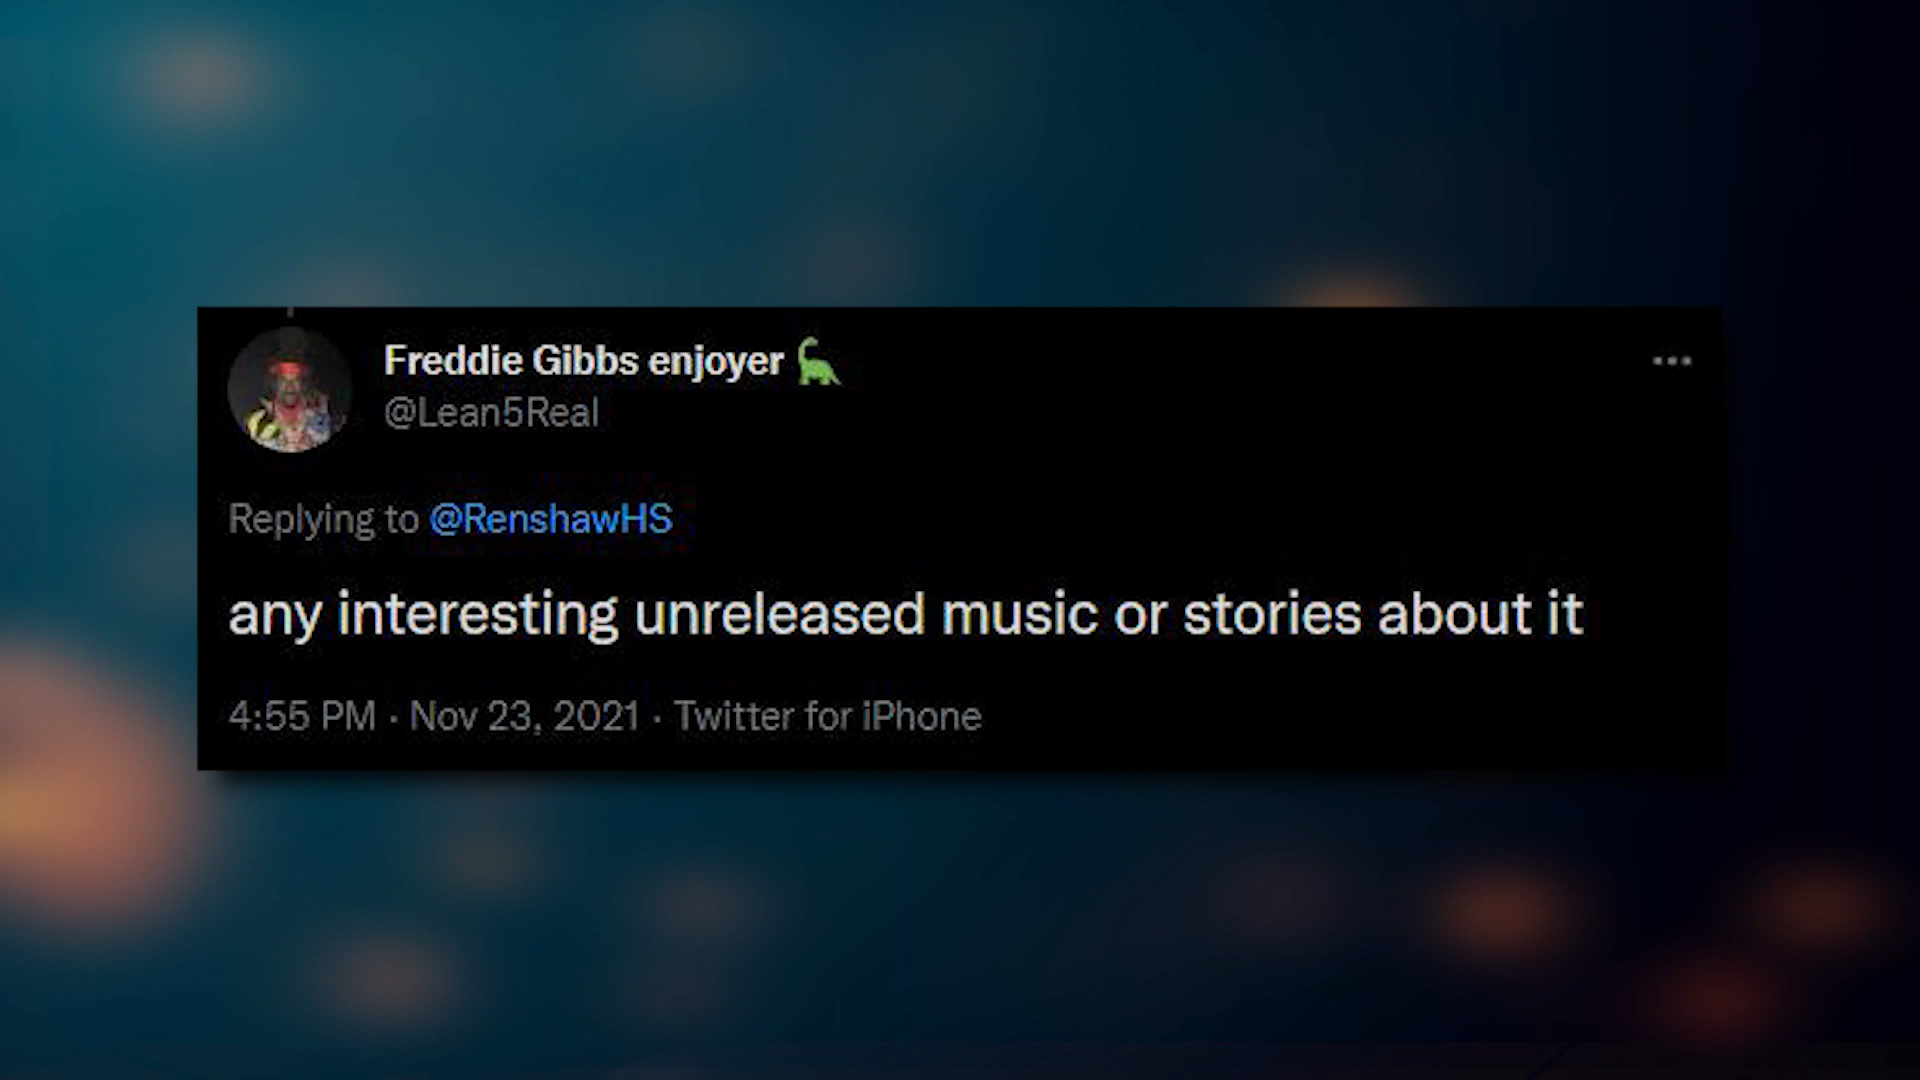 Freddie Gibbs enjoyer 🦕
@Lean5Real
Replying to @RenshawHS
any interesting unreleased music or stories about it
4:55 PM · Nov 23, 2021 · Twitter for iPhone